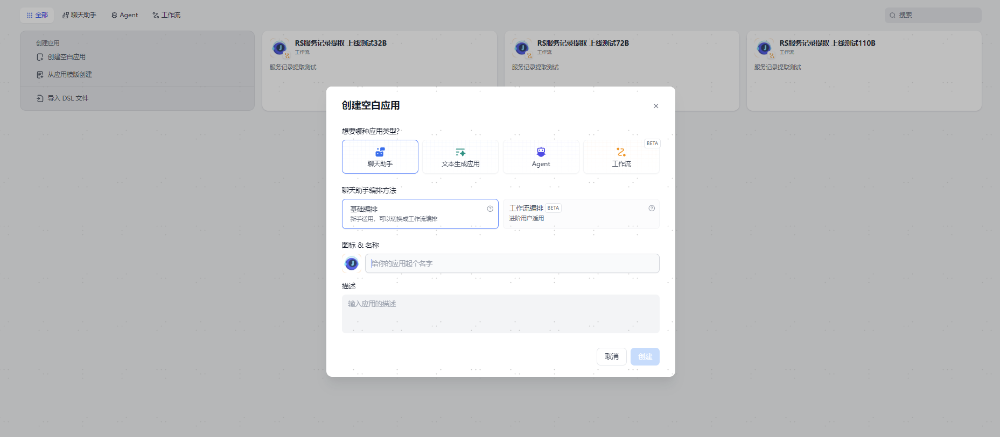 全部
聊天助手
Agent
工作流
搜索
创建应用
创建空白应用
从应用模版创建
导入 DSL 文件
RS服务记录提取 上线测试32B
工作流
服务记录提取测试
RS服务记录提取 上线测试72B
工作流
服务记录提取测试
RS服务记录提取 上线测试110B
工作流
服务记录提取测试
创建空白应用
想要哪种应用类型?
聊天助手
文本生成应用
Agent
BETA
工作流
聊天助手编排方法
基础编排
新手适用，可以切换成工作流编排
工作流编排 BETA
进阶用户适用
图标 & 名称
J
给你的应用起个名字
描述
输入应用的描述
取消
创建